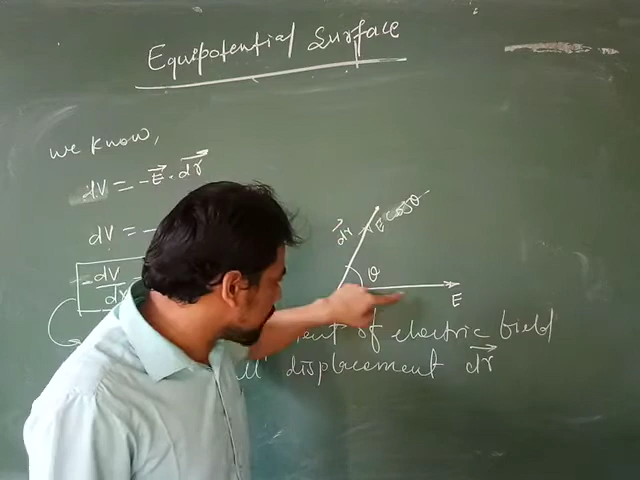 Equipotential Surface
we know,
dV = -E⃗ . dr⃗
dV = -
- dV/dr
dr⃗
E cosθ
θ
E
of electric field
displacement dr⃗